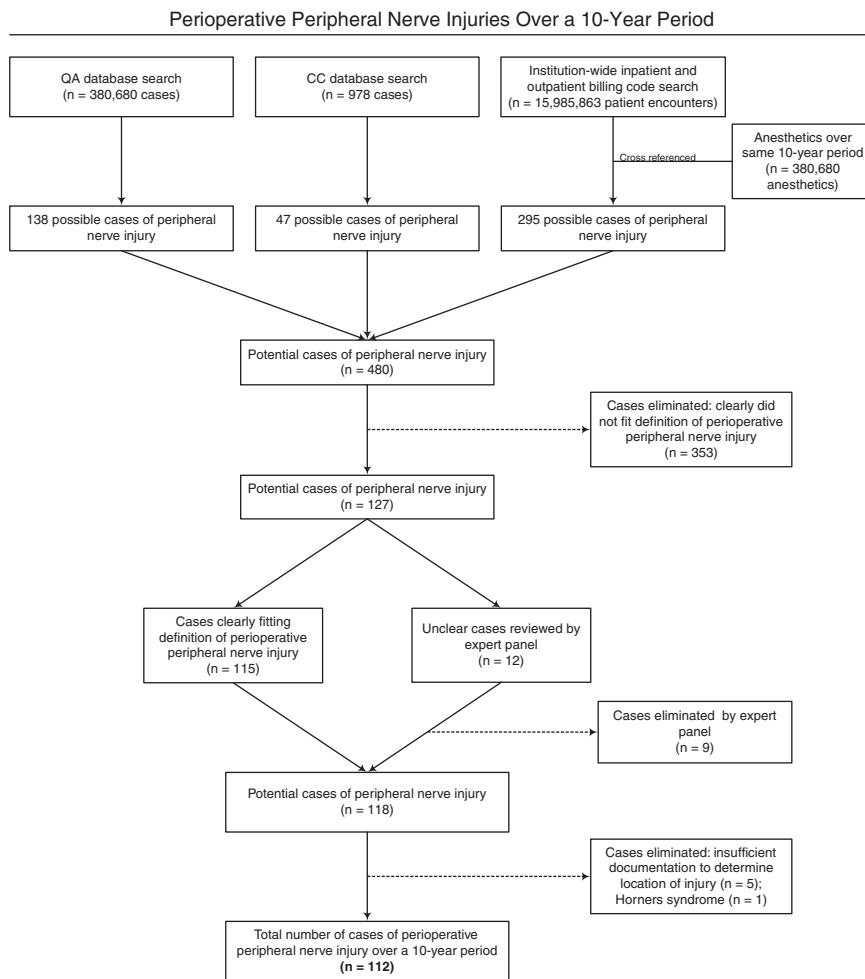 Perioperative Peripheral Nerve Injuries Over a 10-Year Period
QA database search
(n = 380,680 cases)
CC database search
(n = 978 cases)
Institution-wide inpatient and
outpatient billing code search
(n = 15,985,863 patient encounters)
Cross referenced
Anesthetics over
same 10-year period
(n = 380,680
anesthetics)
138 possible cases of peripheral
nerve injury
47 possible cases of peripheral
nerve injury
295 possible cases of peripheral
nerve injury
Potential cases of peripheral nerve injury
(n = 480)
Cases eliminated: clearly did
not fit definition of perioperative
peripheral nerve injury
(n = 353)
Potential cases of peripheral nerve injury
(n = 127)
Cases clearly fitting
definition of perioperative
peripheral nerve injury
(n = 115)
Unclear cases reviewed by
expert panel
(n = 12)
Cases eliminated by expert
panel
(n = 9)
Potential cases of peripheral nerve injury
(n = 118)
Cases eliminated: insufficient
documentation to determine
location of injury (n = 5);
Horners syndrome (n = 1)
Total number of cases of perioperative
peripheral nerve injury over a 10-year period
(n = 112)